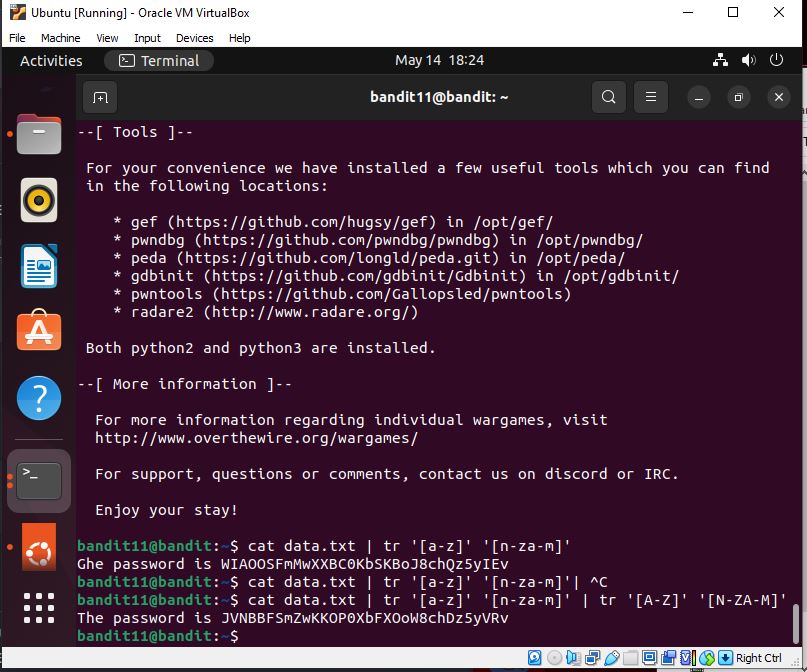 Ubuntu [Running] - Oracle VM VirtualBox
File Machine View Input Devices Help
Activities Terminal May 14 18:24
bandit11@bandit: ~
--[ Tools ]--
For your convenience we have installed a few useful tools which you can find
in the following locations:
* gef (https://github.com/hugsy/gef) in /opt/gef/
* pwndbg (https://github.com/pwndbg/pwndbg) in /opt/pwndbg/
* peda (https://github.com/longld/peda.git) in /opt/peda/
* gdbinit (https://github.com/gdbinit/Gdbinit) in /opt/gdbinit/
* pwntools (https://github.com/Gallopsled/pwntools)
* radare2 (http://www.radare.org/)
Both python2 and python3 are installed.
--[ More information ]--
For more information regarding individual wargames, visit
http://www.overthewire.org/wargames/
For support, questions or comments, contact us on discord or IRC.
Enjoy your stay!
bandit11@bandit:~$ cat data.txt | tr '[a-z]' '[n-za-m]'
Ghe password is WIAOOSFmMwXXBC0KbSKBoJ8chQz5yIEv
bandit11@bandit:~$ cat data.txt | tr '[a-z]' '[n-za-m]'| ^C
bandit11@bandit:~$ cat data.txt | tr '[a-z]' '[n-za-m]' | tr '[A-Z]' '[N-ZA-M]'
The password is JVNBBFSmZwKKOP0XbFXOoW8chDz5yVRv
bandit11@bandit:~$
Right Ctrl